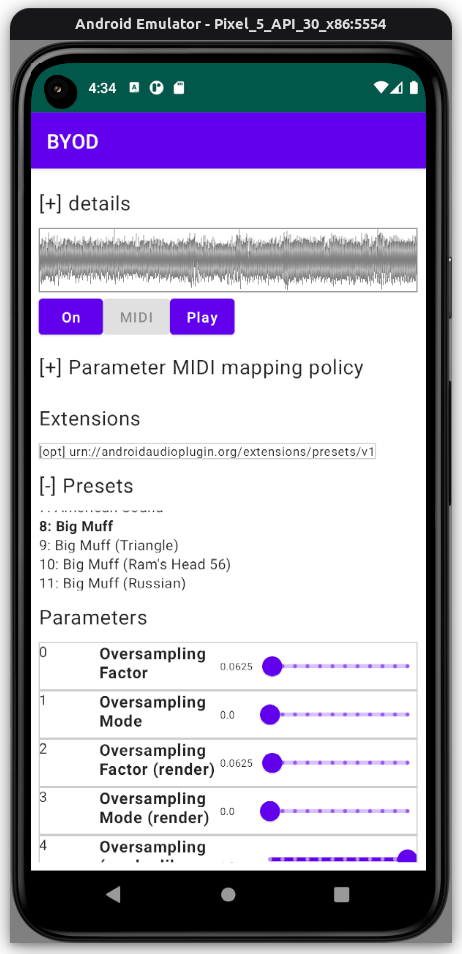 Android Emulator - Pixel_5_API_30_x86:5554
4:34
BYOD
[+] details
On MIDI Play
[+] Parameter MIDI mapping policy
Extensions
[opt] urn://androidaudioplugin.org/extensions/presets/v1
[-] Presets
7: American Sound
8: Big Muff
9: Big Muff (Triangle)
10: Big Muff (Ram's Head 56)
11: Big Muff (Russian)
Parameters
0 Oversampling
Factor 0.0625
1 Oversampling
Mode 0.0
2 Oversampling
Factor (render) 0.0625
3 Oversampling
Mode (render) 0.0
4 Oversampling